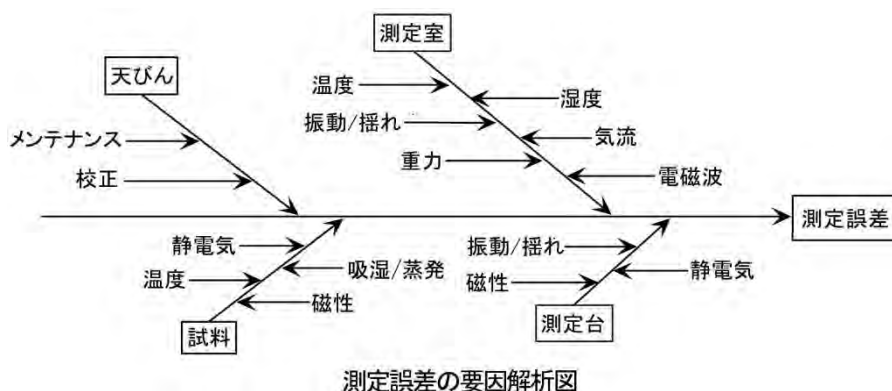 測定室
天びん
温度
湿度
振動/揺れ
気流
メンテナンス
重力
校正
電磁波
測定誤差
静電気
振動/揺れ
吸湿/蒸発
静電気
温度
磁性
磁性
試料
測定台
測定誤差の要因解析図